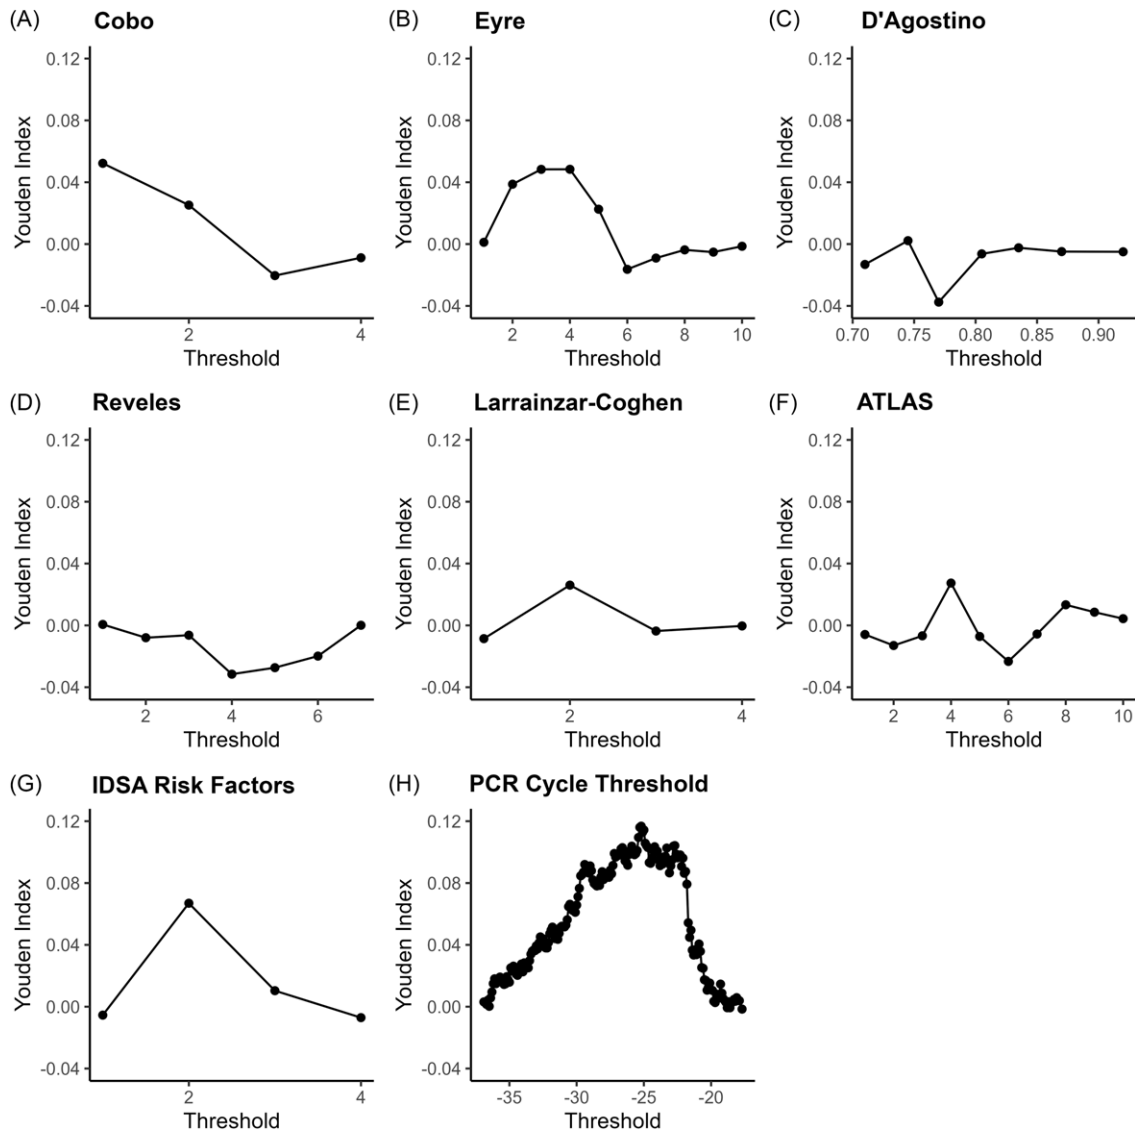 (A) Cobo
(B) Eyre
(C) D'Agostino
0.12
0.08
0.04
0.00
-0.04
Youden Index
2 4
Threshold
0.12
0.08
0.04
0.00
-0.04
Youden Index
2 4 6 8 10
Threshold
0.12
0.08
0.04
0.00
-0.04
Youden Index
0.70 0.75 0.80 0.85 0.90
Threshold
(D) Reveles
(E) Larrainzar-Coghen
(F) ATLAS
0.12
0.08
0.04
0.00
-0.04
Youden Index
2 4 6
Threshold
0.12
0.08
0.04
0.00
-0.04
Youden Index
2 4
Threshold
0.12
0.08
0.04
0.00
-0.04
Youden Index
2 4 6 8 10
Threshold
(G) IDSA Risk Factors
(H) PCR Cycle Threshold
0.12
0.08
0.04
0.00
-0.04
Youden Index
2 4
Threshold
0.12
0.08
0.04
0.00
-0.04
Youden Index
-35 -30 -25 -20
Threshold